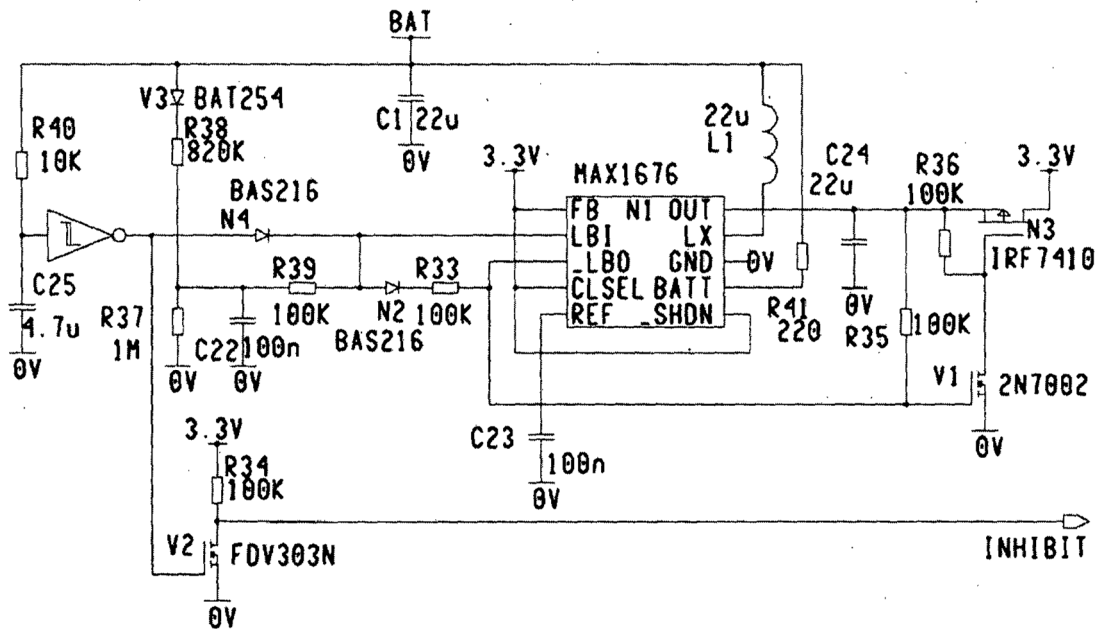 BAT
V3 BAT254
R40
10K
R38
820K
C1 22u
0V
22u
L1
3.3V
MAX1676
C24
22u
R36
100K
3.3V
BAS216
N4
FB N1 OUT
LBI LX
_LBO GND
CLSEL BATT
REF _SHDN
0V
N3
IRF7410
C25
4.7u
0V
R39
100K
R33
100K
N2
BAS216
R37
1M
C22 100n
0V
0V
R41
220
0V
R35
100K
V1
2N7002
0V
3.3V
R34
100K
C23
100n
0V
V2
FDV303N
0V
INHIBIT